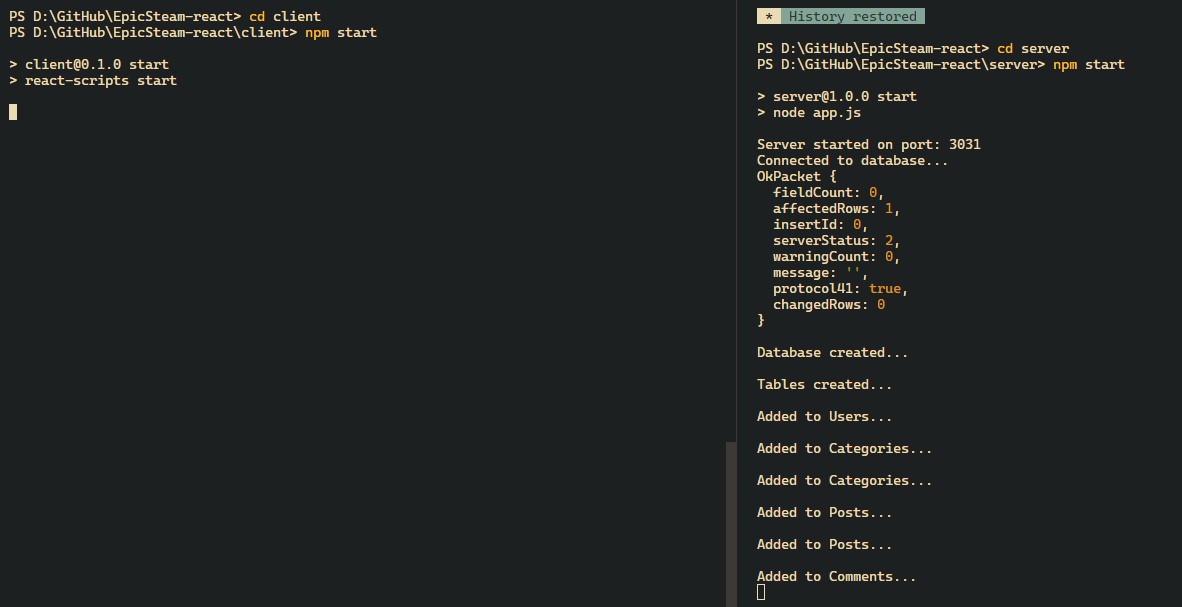 PS D:\GitHub\EpicSteam-react> cd client
PS D:\GitHub\EpicSteam-react\client> npm start
> client@0.1.0 start
> react-scripts start
* History restored
PS D:\GitHub\EpicSteam-react> cd server
PS D:\GitHub\EpicSteam-react\server> npm start
> server@1.0.0 start
> node app.js
Server started on port: 3031
Connected to database...
OkPacket {
  fieldCount: 0,
  affectedRows: 1,
  insertId: 0,
  serverStatus: 2,
  warningCount: 0,
  message: '',
  protocol41: true,
  changedRows: 0
}
Database created...
Tables created...
Added to Users...
Added to Categories...
Added to Categories...
Added to Posts...
Added to Posts...
Added to Comments...